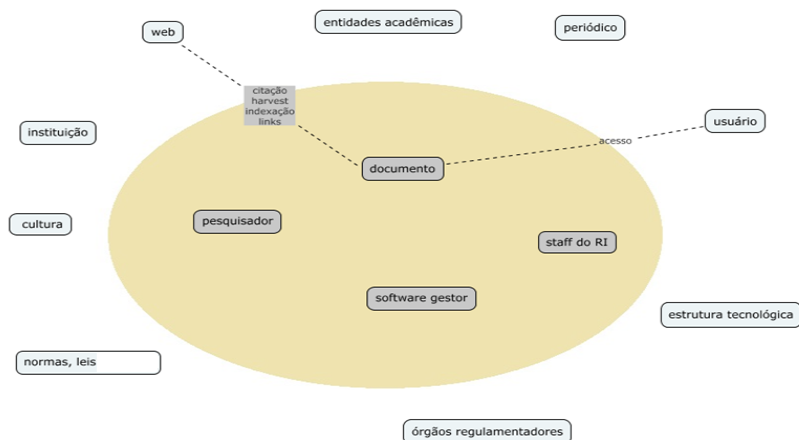 entidades acadêmicas
periódico
web
citação
harvest
indexação
links
usuário
instituição
acesso
documento
pesquisador
cultura
staff do RI
software gestor
estrutura tecnológica
normas, leis
órgãos regulamentadores